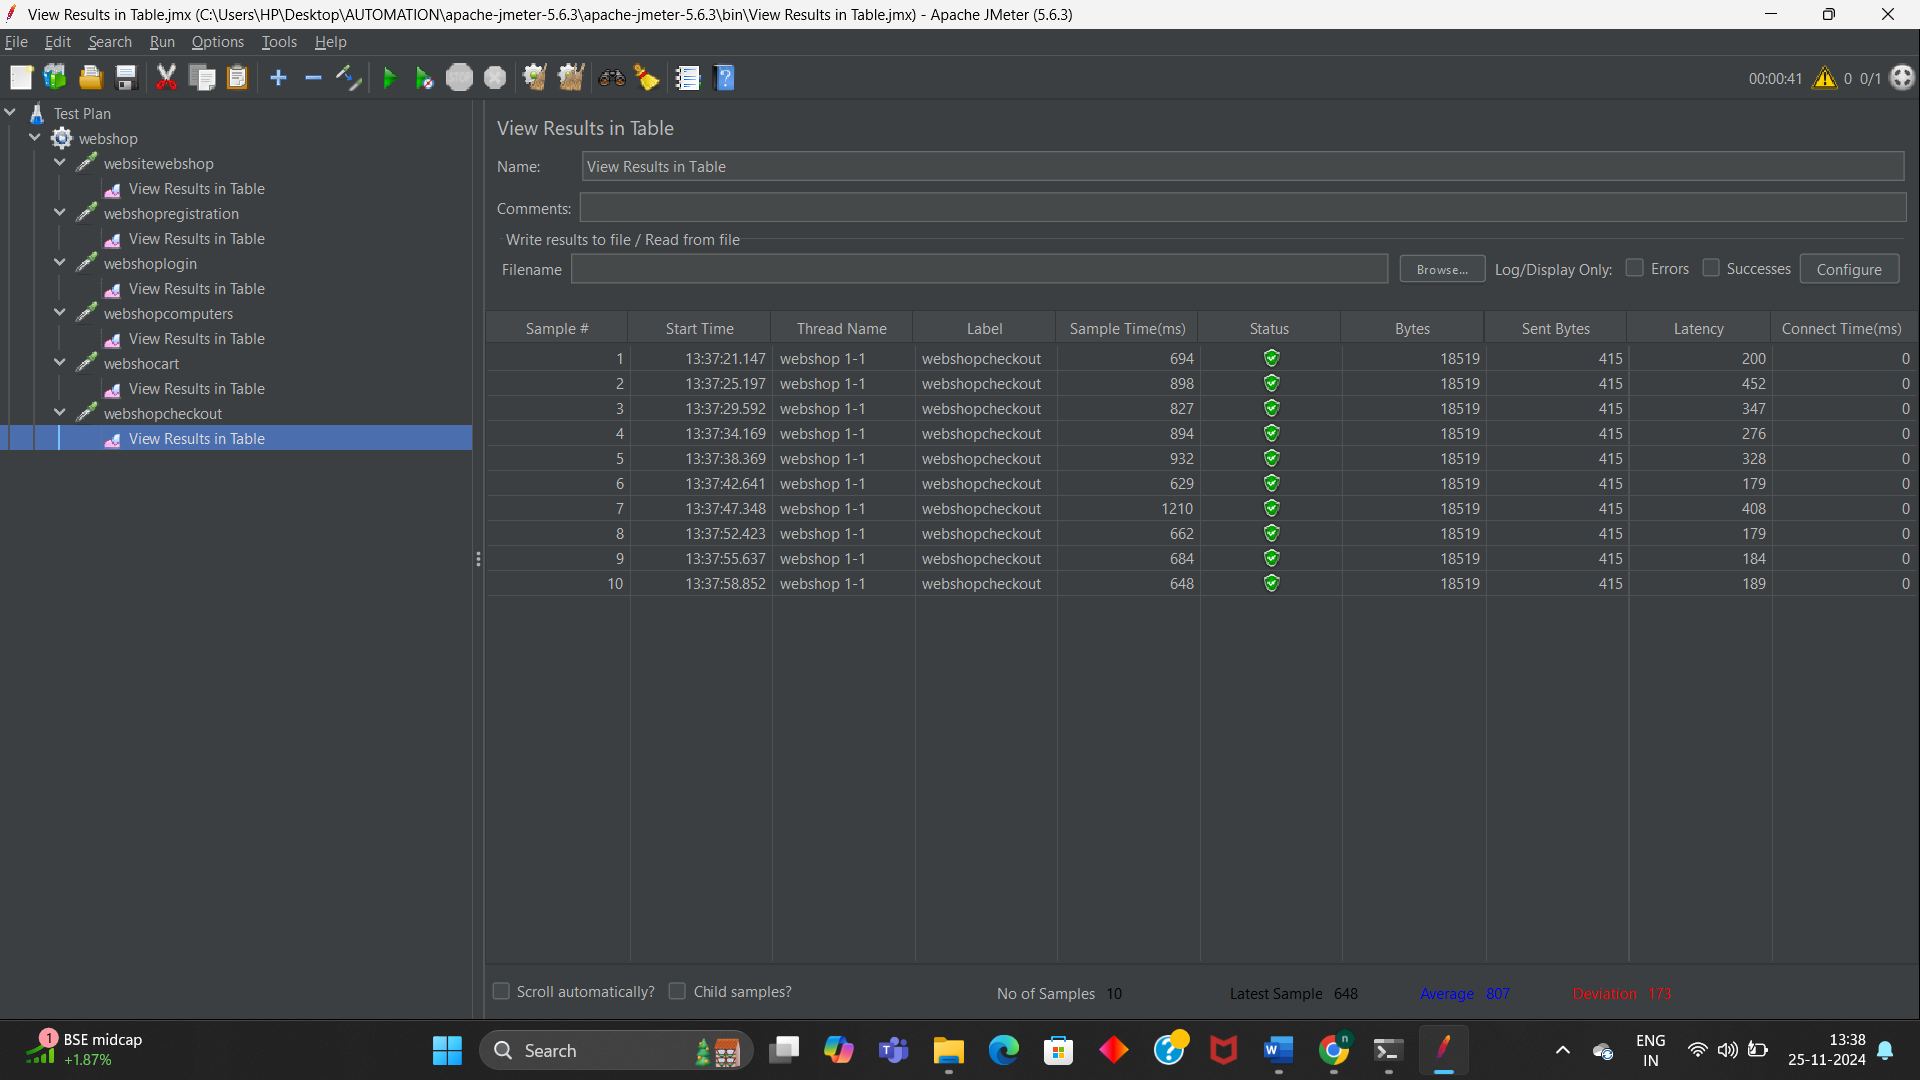 View Results in Table.jmx (C:\Users\HP\Desktop\AUTOMATION\apache-jmeter-5.6.3\apache-jmeter-5.6.3\bin\View Results in Table.jmx) - Apache JMeter (5.6.3)
File Edit Search Run Options Tools Help
STOP
00:00:41 0 0/1
Test Plan
webshop
websitewebshop
View Results in Table
webshopregistration
View Results in Table
webshoplogin
View Results in Table
webshopcomputers
View Results in Table
webshocart
View Results in Table
webshopcheckout
View Results in Table
View Results in Table
Name: View Results in Table
Comments:
Write results to file / Read from file
Filename Browse... Log/Display Only: Errors Successes Configure
Sample # Start Time Thread Name Label Sample Time(ms) Status Bytes Sent Bytes Latency Connect Time(ms)
1 13:37:21.147 webshop 1-1 webshopcheckout 694 18519 415 200 0
2 13:37:25.197 webshop 1-1 webshopcheckout 898 18519 415 452 0
3 13:37:29.592 webshop 1-1 webshopcheckout 827 18519 415 347 0
4 13:37:34.169 webshop 1-1 webshopcheckout 894 18519 415 276 0
5 13:37:38.369 webshop 1-1 webshopcheckout 932 18519 415 328 0
6 13:37:42.641 webshop 1-1 webshopcheckout 629 18519 415 179 0
7 13:37:47.348 webshop 1-1 webshopcheckout 1210 18519 415 408 0
8 13:37:52.423 webshop 1-1 webshopcheckout 662 18519 415 179 0
9 13:37:55.637 webshop 1-1 webshopcheckout 684 18519 415 184 0
10 13:37:58.852 webshop 1-1 webshopcheckout 648 18519 415 189 0
Scroll automatically? Child samples? No of Samples 10 Latest Sample 648 Average 807 Deviation 173
1 BSE midcap
+1.87%
Search
ENG
IN
13:38
25-11-2024